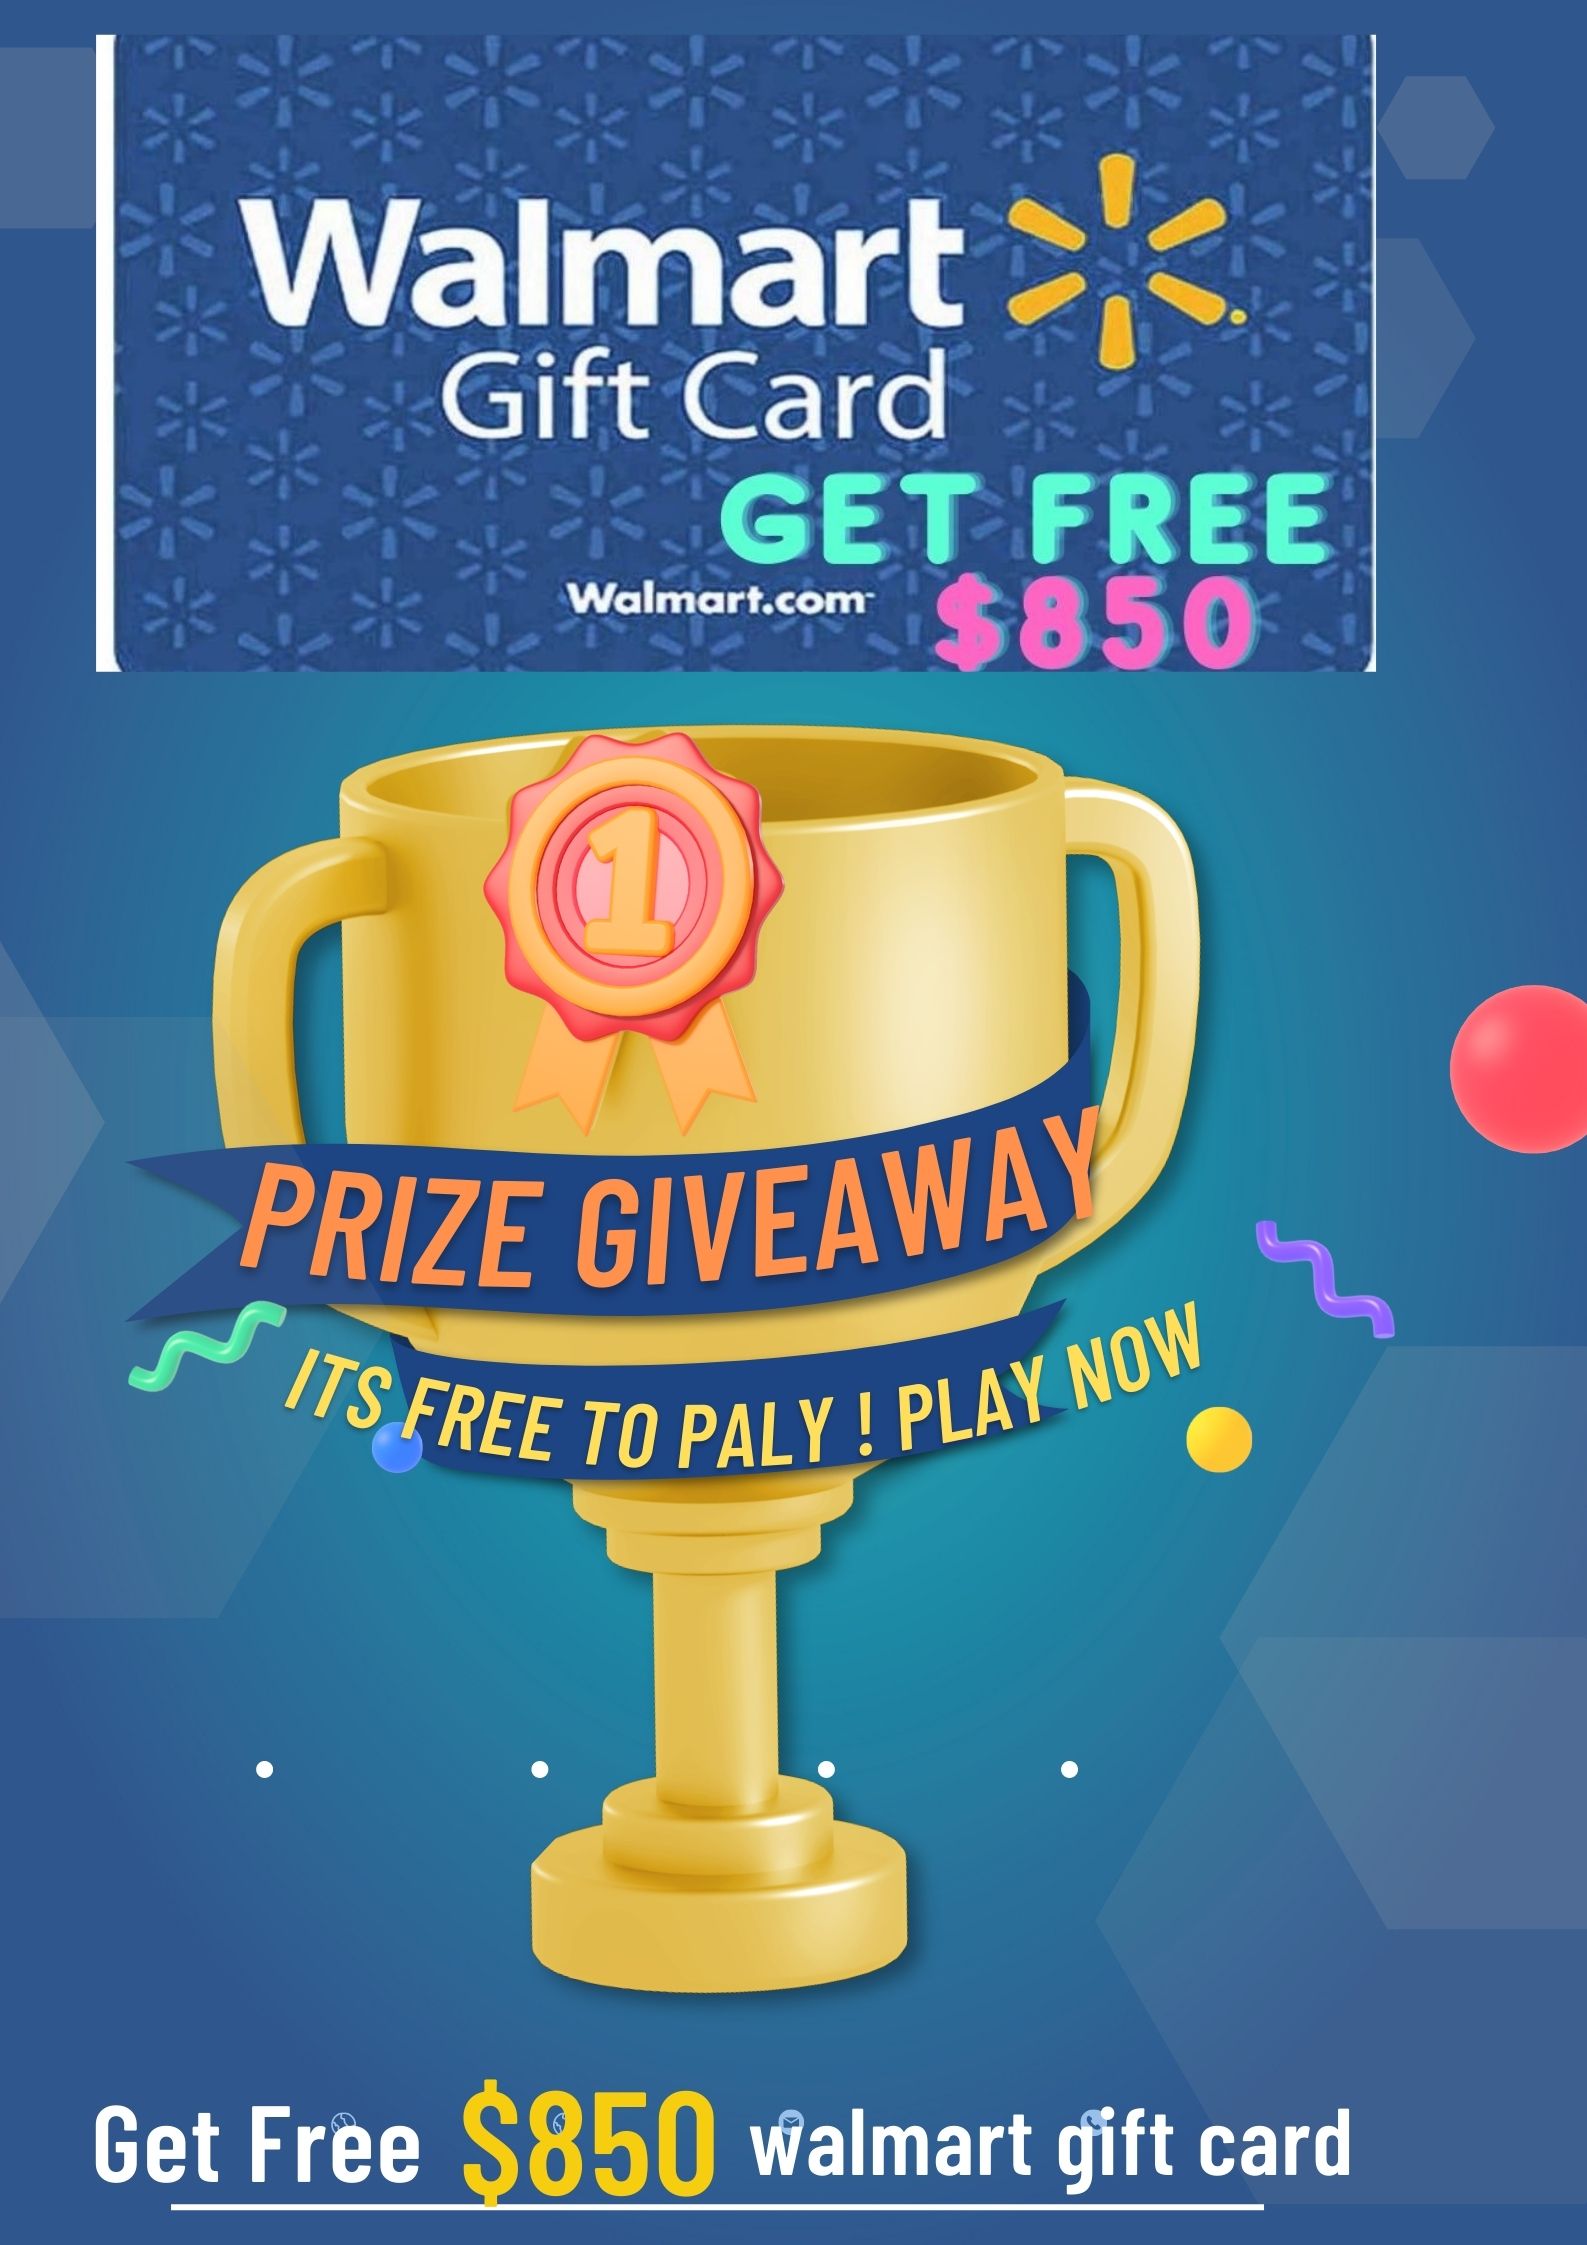 Walmart
Gift Card
GET FREE
Walmart.com
$850
1
PRIZE GIVEAWAY
ITS FREE TO PALY ! PLAY NOW
Get Free $850 walmart gift card